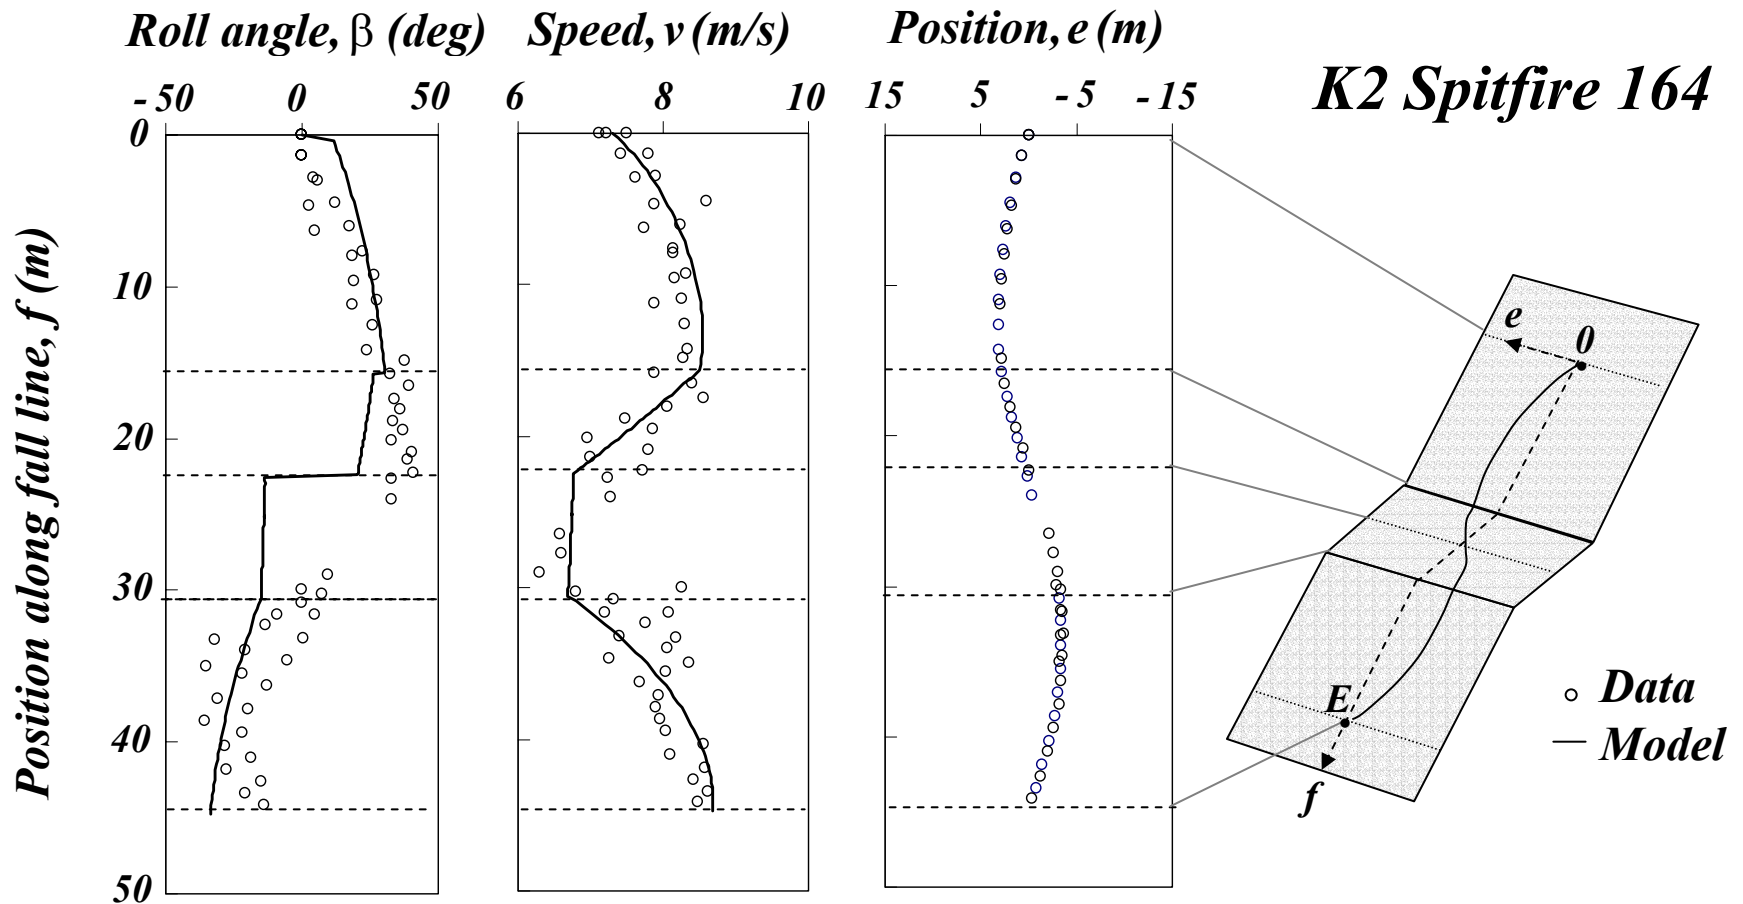 Roll angle, β (deg)
Speed, v (m/s)
Position, e (m)
K2 Spitfire 164
- 50 0 50
6 8 10
15 5 - 5 - 15
0
10
20
30
40
50
Position along fall line, f (m)
e
0
E
f
Data
Model